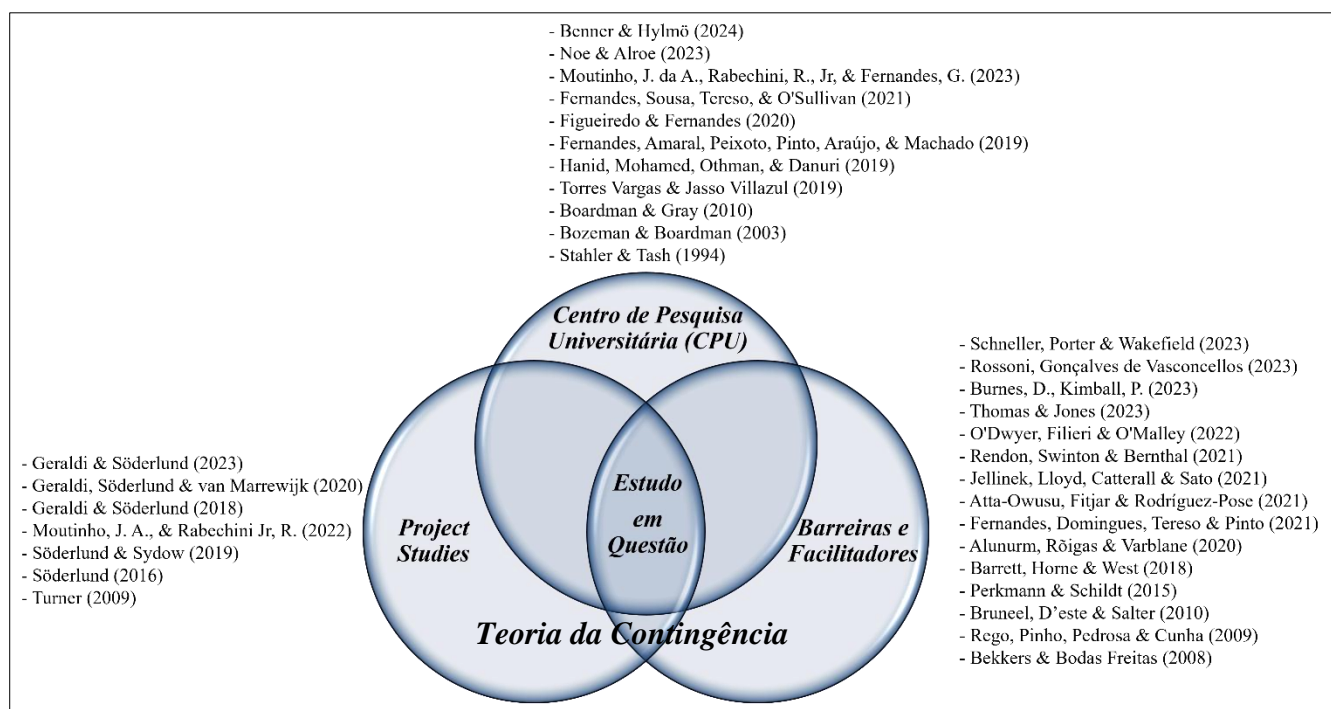 - Benner & Hylmö (2024)
- Noe & Alroe (2023)
- Moutinho, J. da A., Rabechini, R., Jr, & Fernandes, G. (2023)
- Fernandes, Sousa, Tereso, & O'Sullivan (2021)
- Figueiredo & Fernandes (2020)
- Fernandes, Amaral, Peixoto, Pinto, Araújo, & Machado (2019)
- Hanid, Mohamed, Othman, & Danuri (2019)
- Torres Vargas & Jasso Villazul (2019)
- Boardman & Gray (2010)
- Bozeman & Boardman (2003)
- Stahler & Tash (1994)
Centro de Pesquisa
Universitária (CPU)
- Schneller, Porter & Wakefield (2023)
- Rossoni, Gonçalves de Vasconcellos (2023)
- Burnes, D., Kimball, P. (2023)
- Thomas & Jones (2023)
- O'Dwyer, Filieri & O'Malley (2022)
- Rendon, Swinton & Bernthal (2021)
- Jellinek, Lloyd, Catterall & Sato (2021)
- Atta-Owusu, Fitjar & Rodríguez-Pose (2021)
- Fernandes, Domingues, Tereso & Pinto (2021)
- Alunurm, Rõigas & Varblane (2020)
- Barrett, Horne & West (2018)
- Perkmann & Schildt (2015)
- Bruneel, D’este & Salter (2010)
- Rego, Pinho, Pedrosa & Cunha (2009)
- Bekkers & Bodas Freitas (2008)
- Geraldi & Söderlund (2023)
- Geraldi, Söderlund & van Marrewijk (2020)
- Geraldi & Söderlund (2018)
- Moutinho, J. A., & Rabechini Jr, R. (2022)
- Söderlund & Sydow (2019)
- Söderlund (2016)
- Turner (2009)
Project
Studies
Estudo
em
Questão
Barreiras e
Facilitadores
Teoria da Contingência